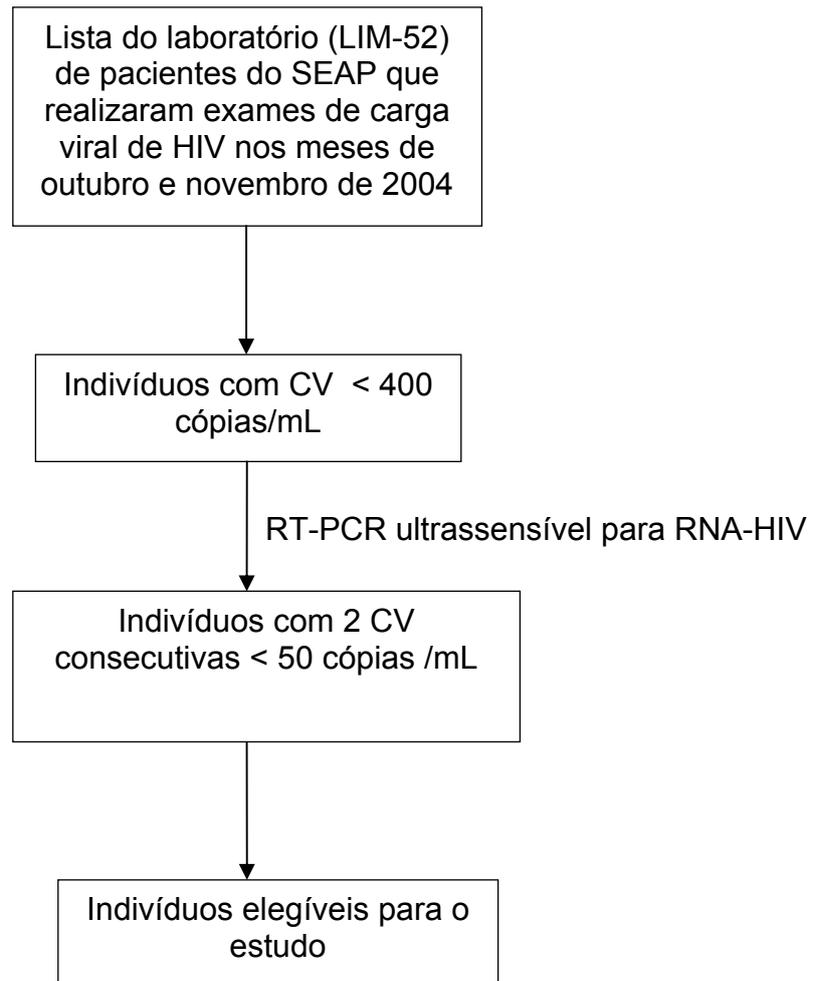 Lista do laboratório (LIM-52)
de pacientes do SEAP que
realizaram exames de carga
viral de HIV nos meses de
outubro e novembro de 2004
Indivíduos com CV < 400
cópias/mL
RT-PCR ultrassensível para RNA-HIV
Indivíduos com 2 CV
consecutivas < 50 cópias /mL
Indivíduos elegíveis para o
estudo